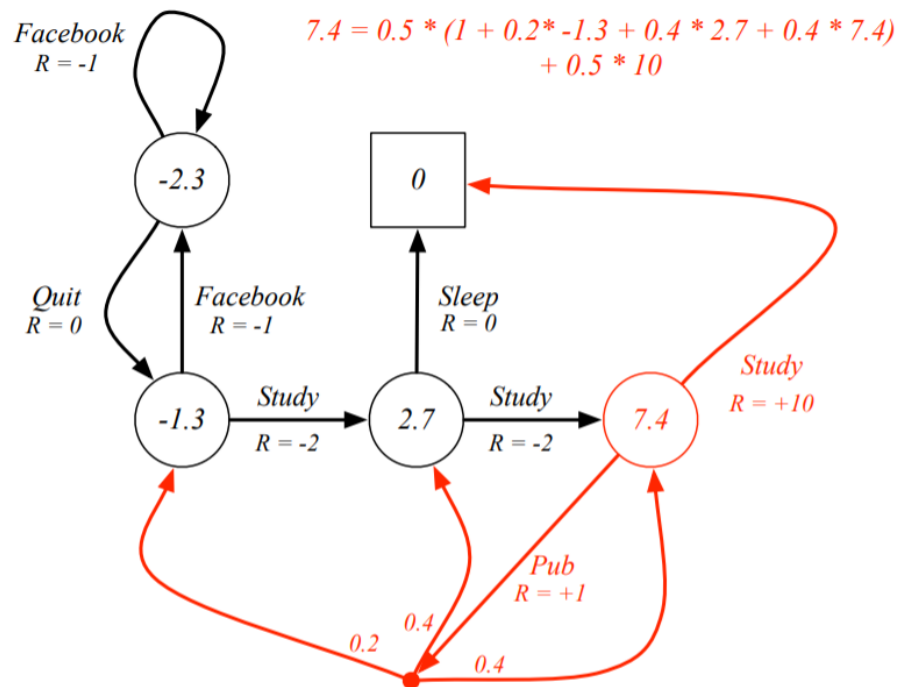 Facebook
R = -1
7.4 = 0.5 * (1 + 0.2* -1.3 + 0.4 * 2.7 + 0.4 * 7.4)
+ 0.5 * 10
-2.3
0
Quit
R = 0
Facebook
R = -1
Sleep
R = 0
Study
R = +10
-1.3
Study
R = -2
2.7
Study
R = -2
7.4
Pub
R = +1
0.2
0.4
0.4